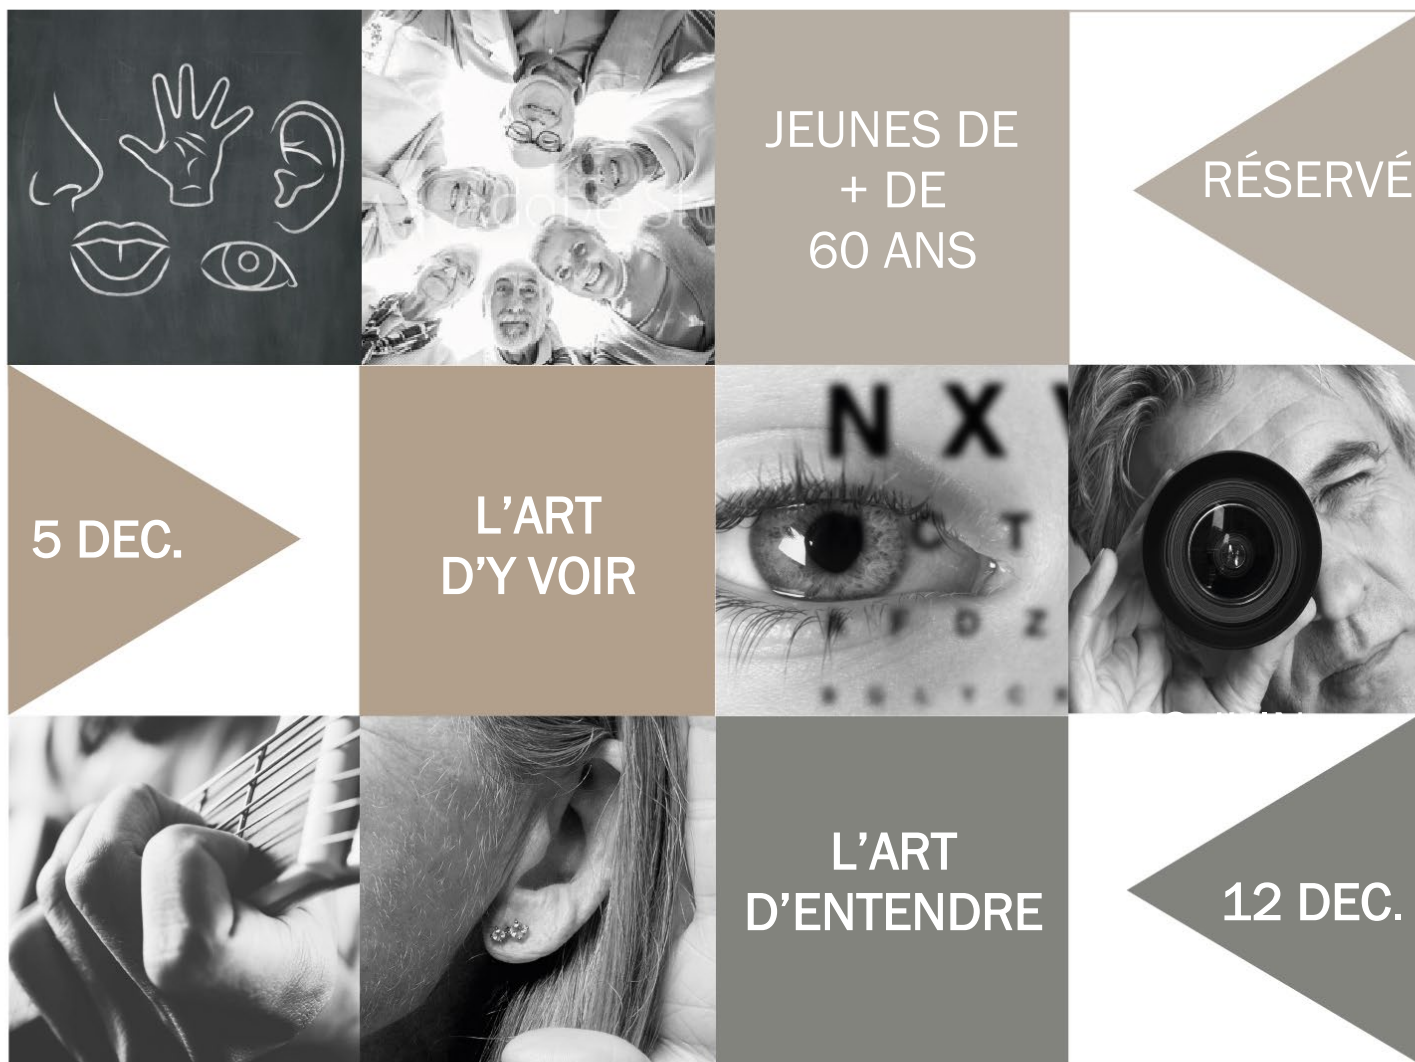 JEUNES DE
+ DE
60 ANS
RÉSERVÉ
5 DEC.
L'ART
D'Y VOIR
N X
C T
F D Z
L'ART
D'ENTENDRE
12 DEC.